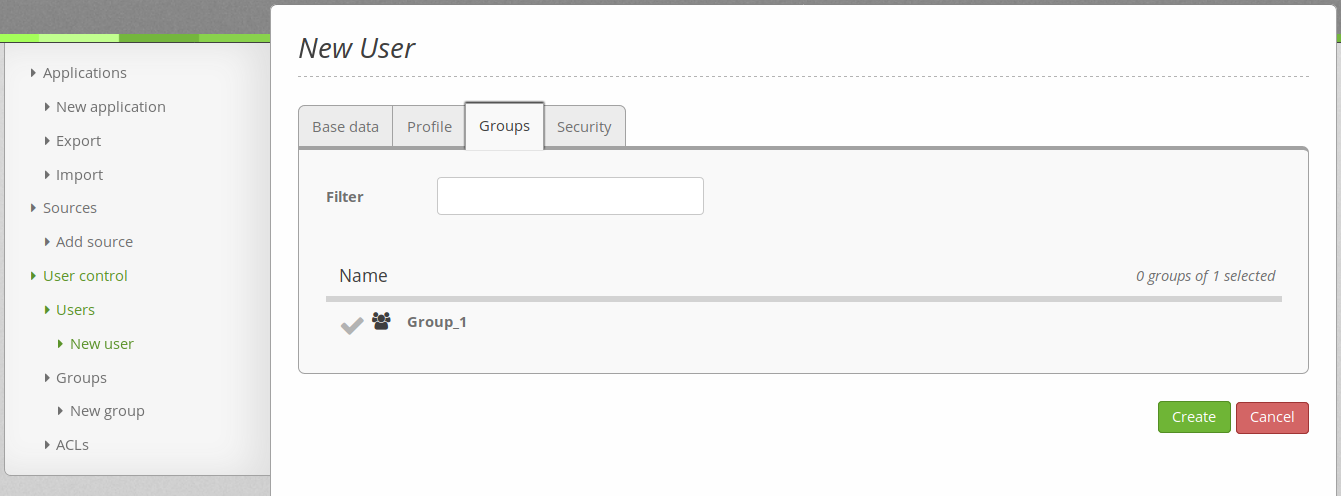 New User
Applications
New application
Export
Import
Sources
Add source
User control
Users
New user
Groups
New group
ACLs
Base data Profile Groups Security
Filter
Name 0 groups of 1 selected
Group_1
Create Cancel